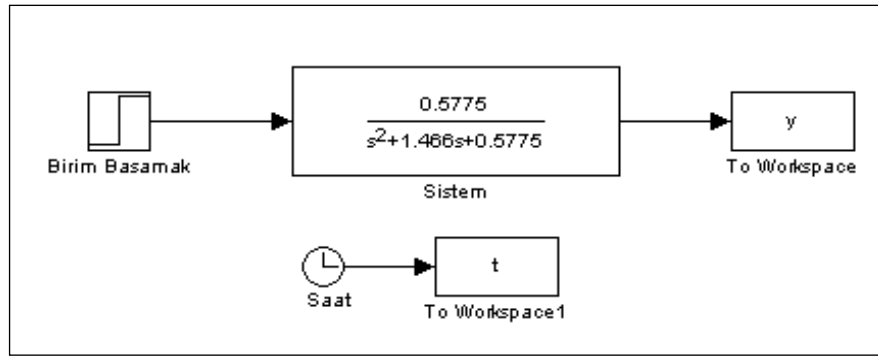 0.5775
s²+1.466s+0.5775
y
Birim Basamak
To Workspace
Sistem
t
Saat
To Workspace1